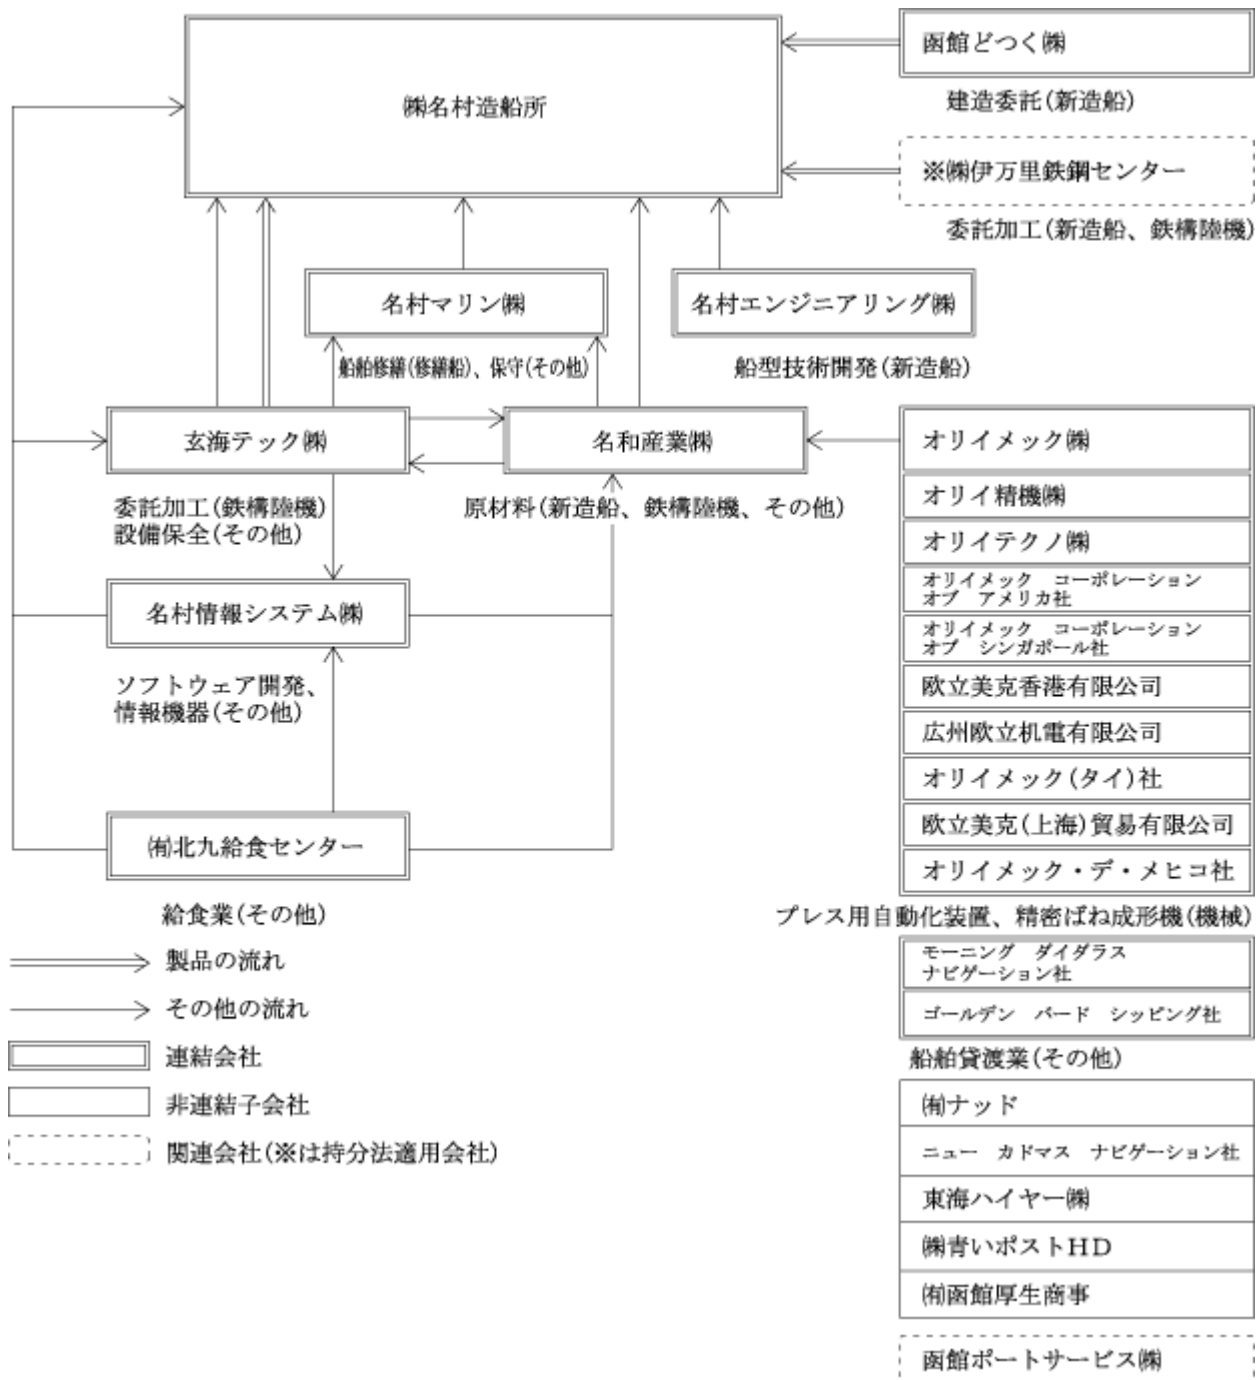 ㈱名村造船所
函館どつく㈱
建造委託(新造船)
※㈱伊万里鉄鋼センター
委託加工(新造船、鉄構陸機)
名村マリン㈱
船舶修繕(修繕船)、保守(その他)
名村エンジニアリング㈱
船型技術開発(新造船)
玄海テック㈱
委託加工(鉄構陸機)
設備保全(その他)
名和産業㈱
原材料(新造船、鉄構陸機、その他)
名村情報システム㈱
ソフトウェア開発、
情報機器(その他)
㈲北九給食センター
給食業(その他)
オリイメック㈱
オリイ精機㈱
オリイテクノ㈱
オリイメック　コーポレーション
オブ　アメリカ社
オリイメック　コーポレーション
オブ　シンガポール社
欧立美克香港有限公司
広州欧立机電有限公司
オリイメック(タイ)社
欧立美克(上海)貿易有限公司
オリイメック・デ・メヒコ社
プレス用自動化装置、精密ばね成形機(機械)
モーニング　ダイダラス
ナビゲーション社
ゴールデン　バード　シッピング社
船舶貸渡業(その他)
㈲ナッド
ニュー　カドマス　ナビゲーション社
東海ハイヤー㈱
㈱青いポストHD
㈲函館厚生商事
函館ポートサービス㈱
製品の流れ
その他の流れ
連結会社
非連結子会社
関連会社(※は持分法適用会社)